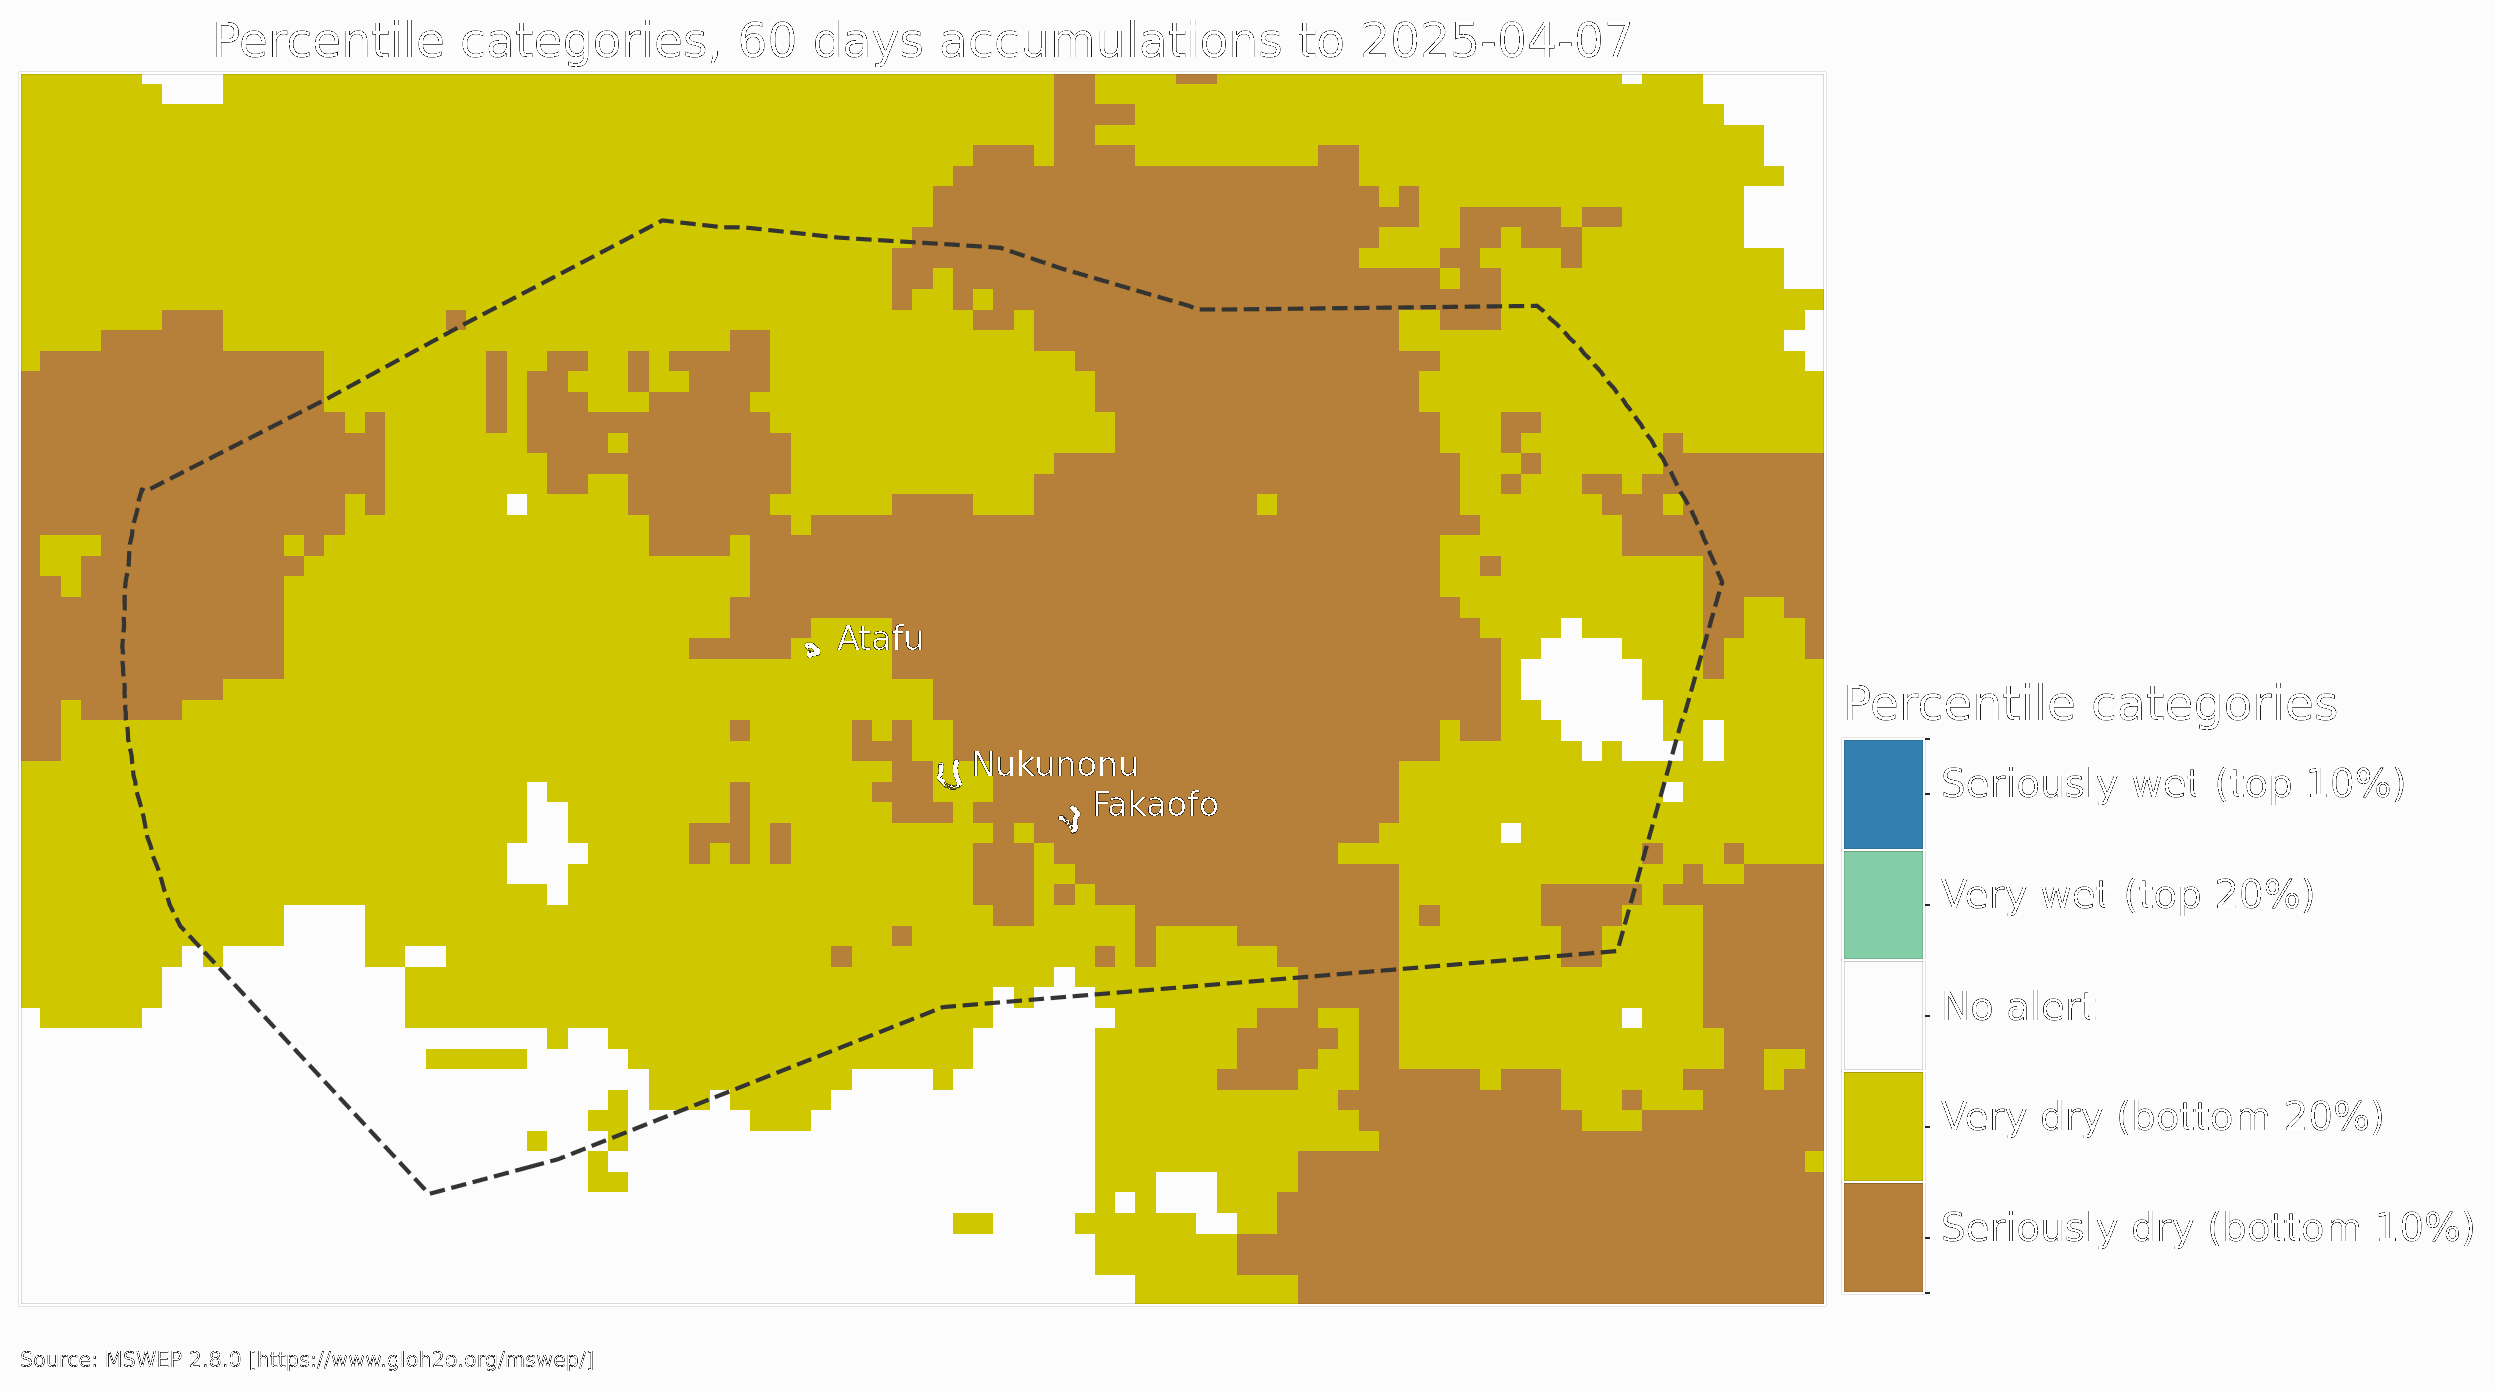 Percentile categories, 60 days accumulations to 2025-04-07
Atafu
Nukunonu
Fakaofo
Percentile categories
Seriously wet (top 10%)
Very wet (top 20%)
No alert
Very dry (bottom 20%)
Seriously dry (bottom 10%)
Source: MSWEP 2.8.0 [https://www.gloh2o.org/mswep/]